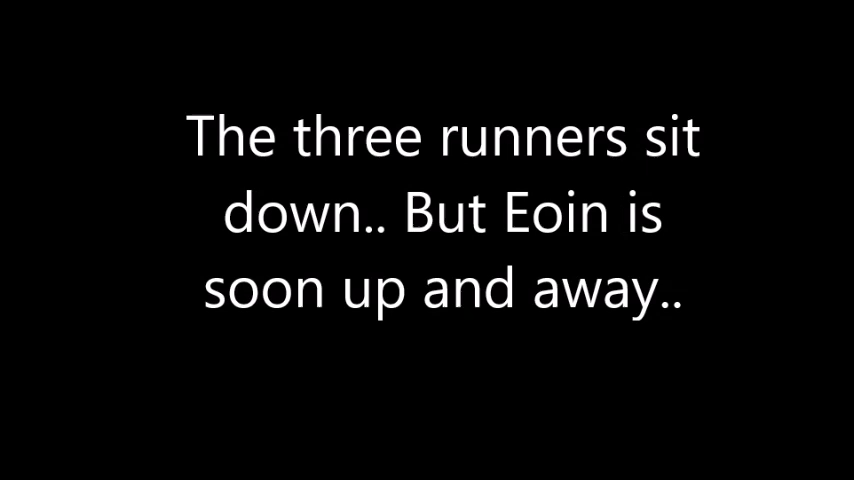 The three runners sit
down.. But Eoin is
soon up and away..